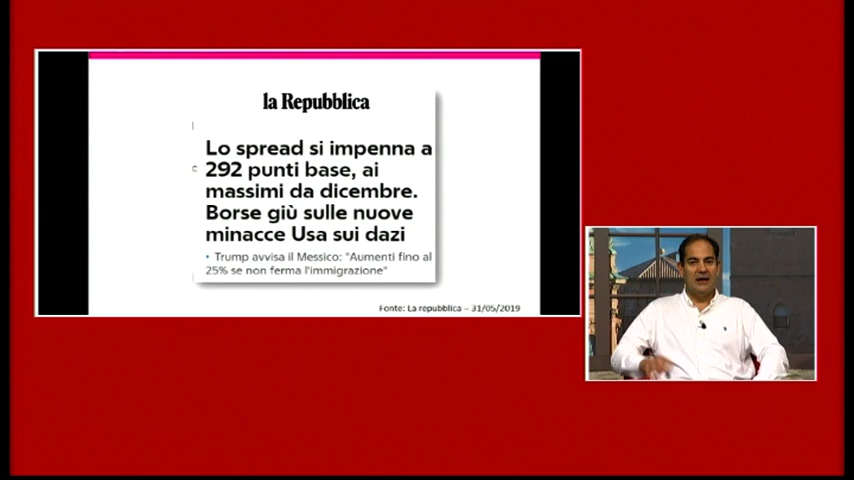 la Repubblica
Lo spread si impenna a
292 punti base, ai
massimi da dicembre.
Borse giù sulle nuove
minacce Usa sui dazi
• Trump avvisa il Messico: "Aumenti fino al
25% se non ferma l'immigrazione"
Fonte: La repubblica – 31/05/2019